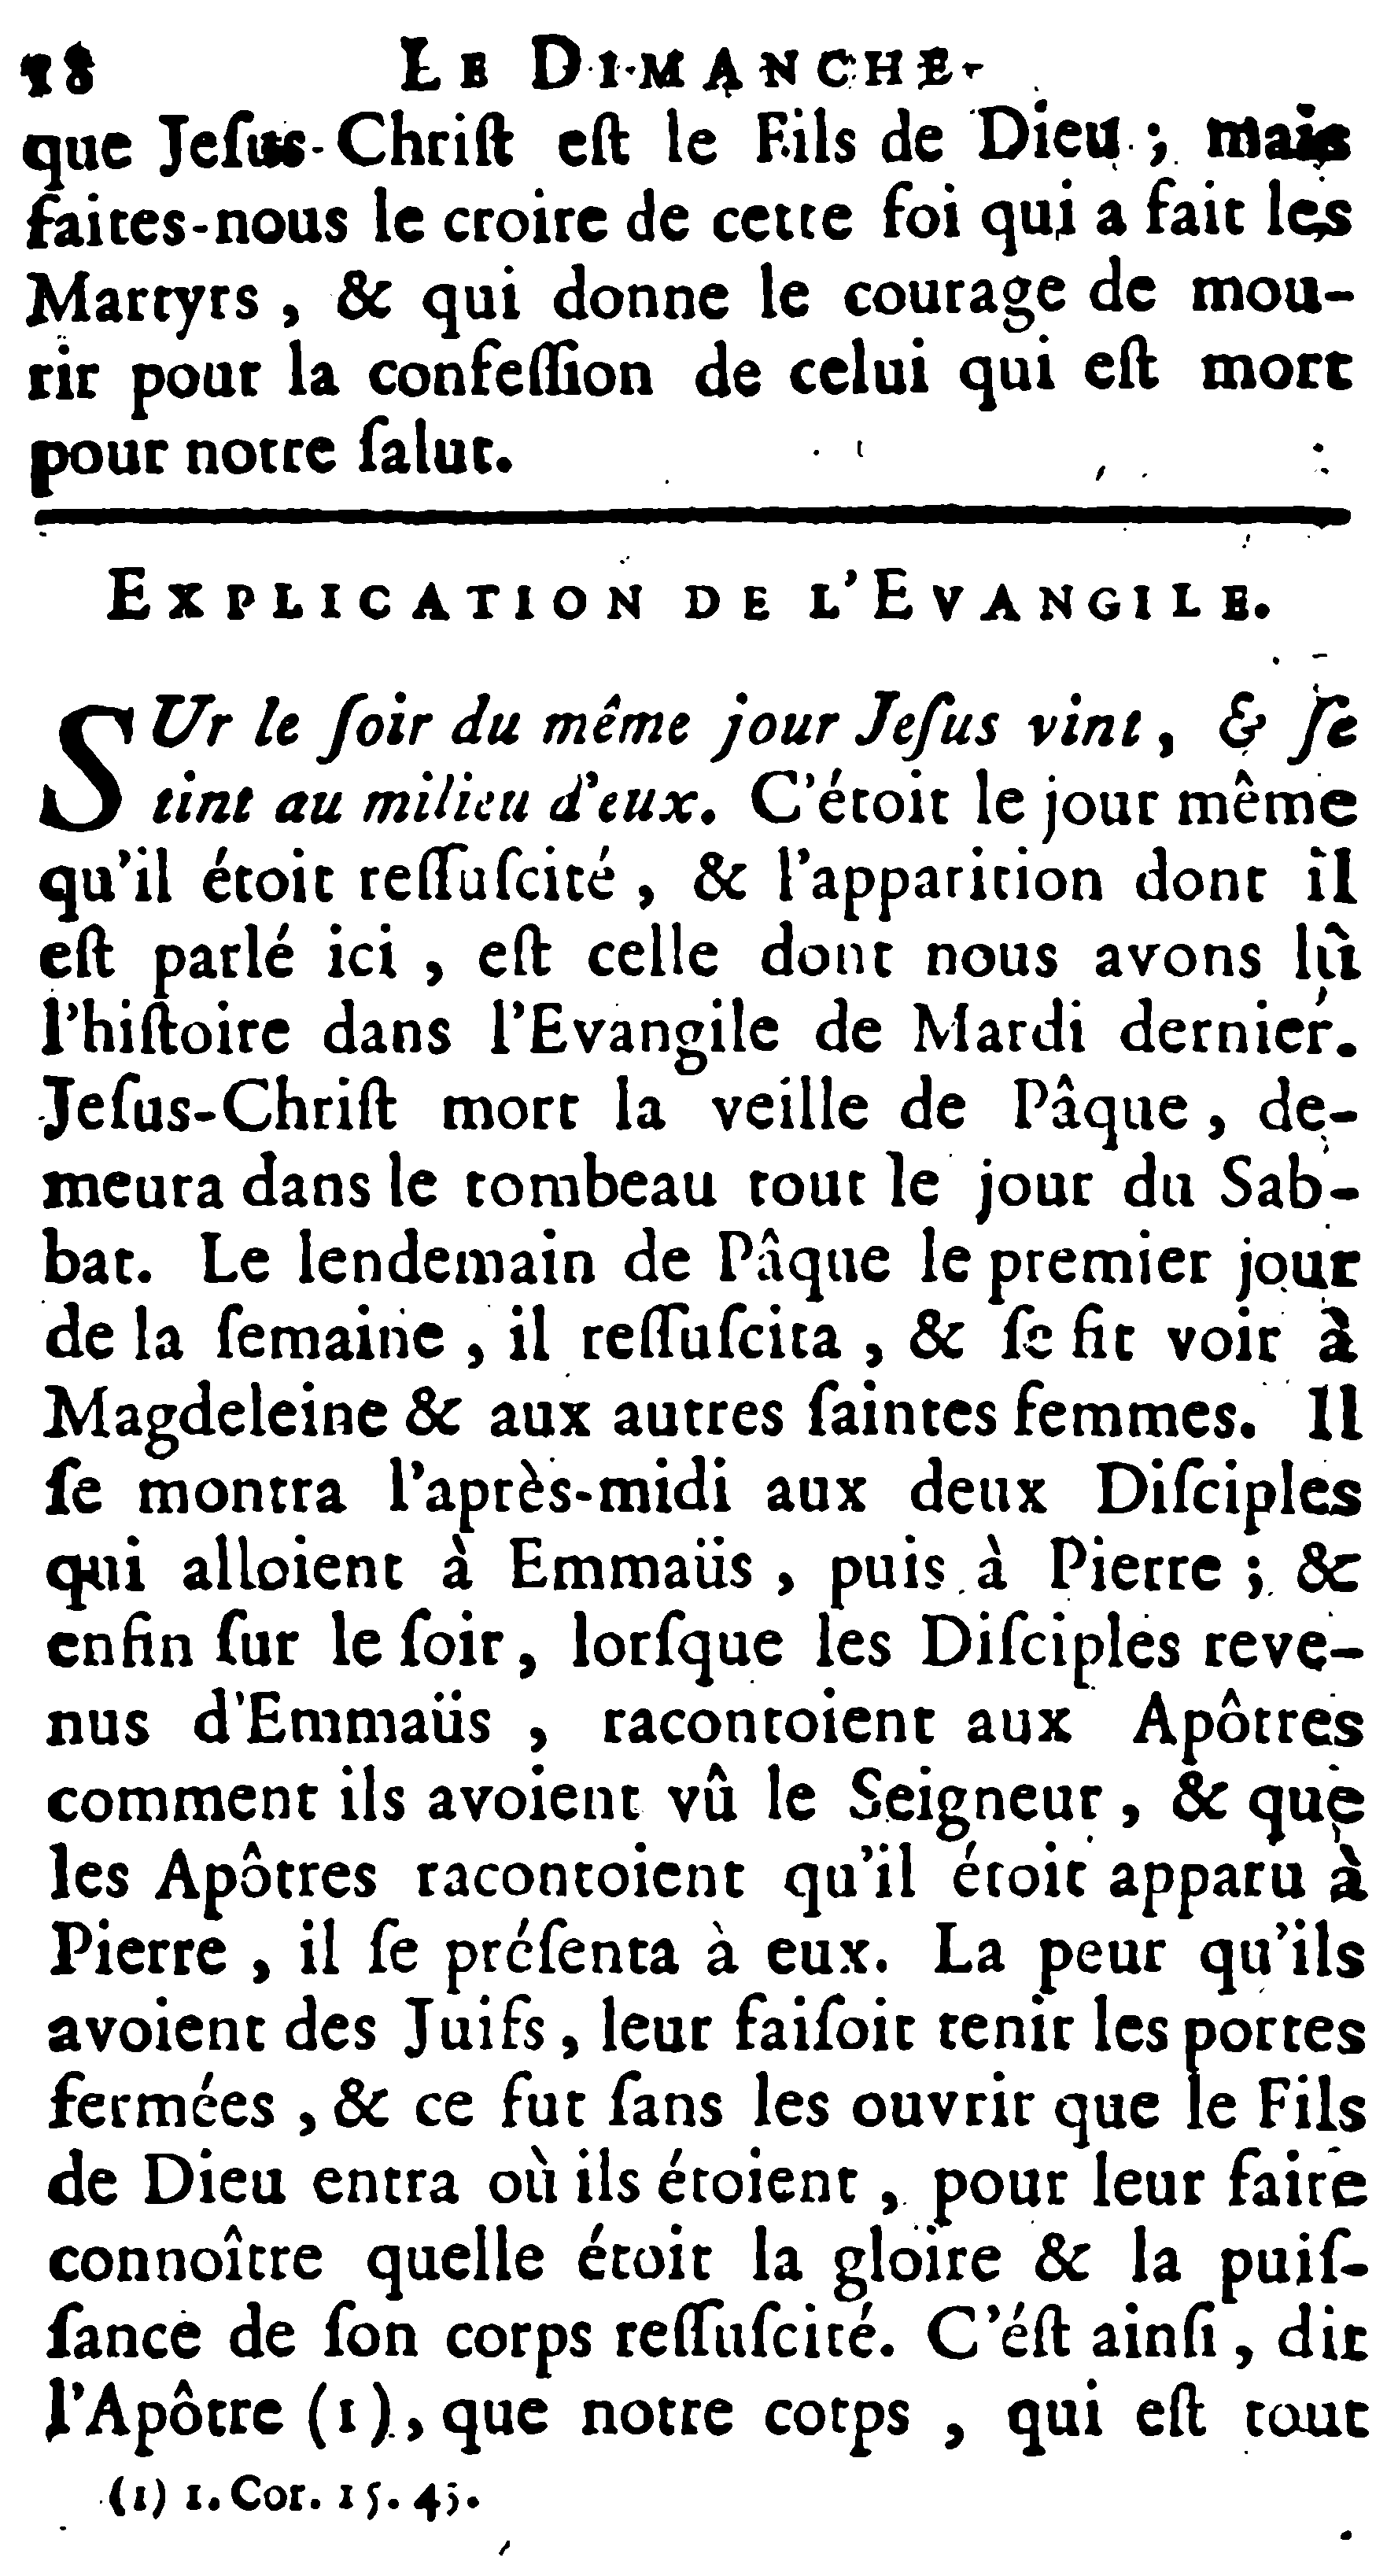 18 LE DIMANCHE
que Jeſus-Chriſt eſt le Fils de Dieu ; mais
faites-nous le croire de cette foi qui a fait les
Martyrs , & qui donne le courage de mou-
rir pour la confeſſion de celui qui eſt mort
pour notre ſalut.
EXPLICATION DE L'EVANGILE.
SUr le ſoir du même jour Jeſus vint, & ſe
tint au milieu d'eux. C'étoit le jour même
qu'il étoit reſſuſcité , & l'apparition dont il
eſt parlé ici , eſt celle dont nous avons lû
l'hiſtoire dans l'Evangile de Mardi dernier.
Jeſus-Chriſt mort la veille de Pâque , de-
meura dans le tombeau tout le jour du Sab-
bat. Le lendemain de Pâque le premier jour
de la ſemaine , il reſſuſcita , & ſe fit voir à
Magdeleine & aux autres ſaintes femmes. Il
ſe montra l'après-midi aux deux Diſciples
qui alloient à Emmaüs , puis à Pierre ; &
enfin ſur le ſoir, lorſque les Diſciples reve-
nus d'Emmaüs , racontoient aux Apôtres
comment ils avoient vû le Seigneur , & que
les Apôtres racontoient qu'il étoit apparu à
Pierre , il ſe préſenta à eux. La peur qu'ils
avoient des Juifs, leur faiſoit tenir les portes
fermées , & ce fut ſans les ouvrir que le Fils
de Dieu entra où ils étoient , pour leur faire
connoître quelle étoit la gloire & la puiſ-
ſance de ſon corps reſſuſcité. C'éſt ainſi, dit
l'Apôtre (1), que notre corps , qui eſt tout
(1) 1. Cor. 15. 43.